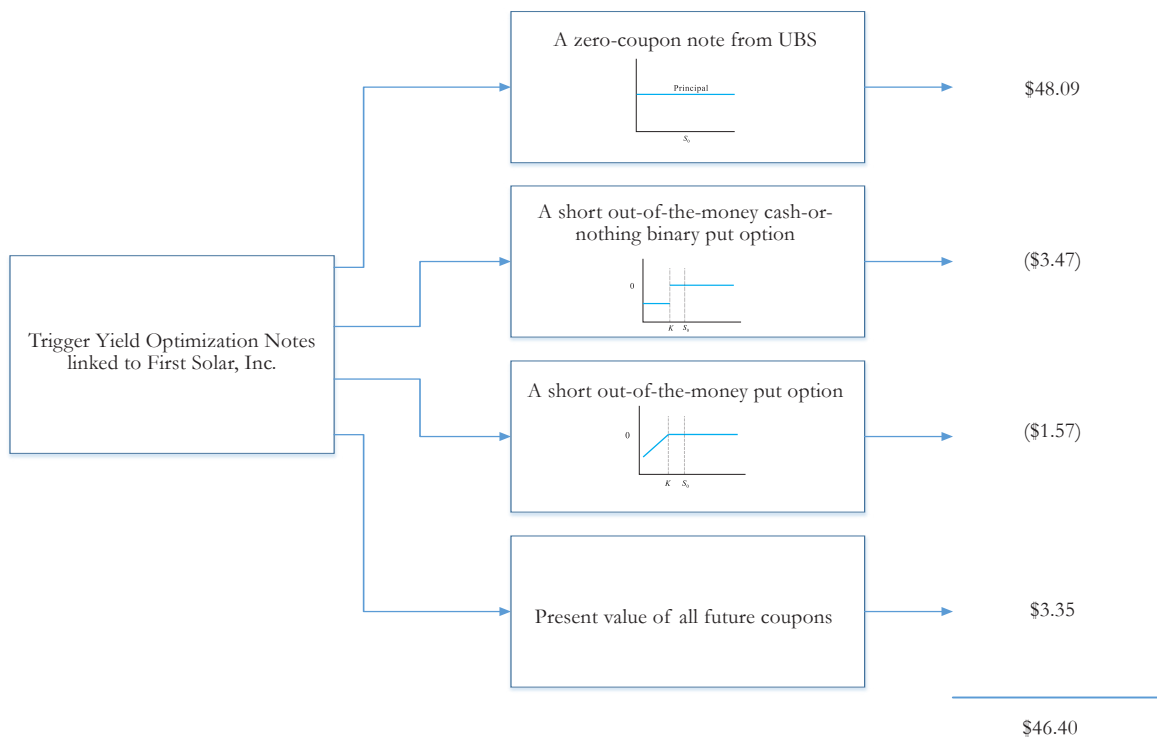 A zero-coupon note from UBS
Principal
S₀
$48.09
A short out-of-the-money cash-or-
nothing binary put option
0
K S₀
($3.47)
Trigger Yield Optimization Notes
linked to First Solar, Inc.
A short out-of-the-money put option
0
K S₀
($1.57)
Present value of all future coupons
$3.35
$46.40